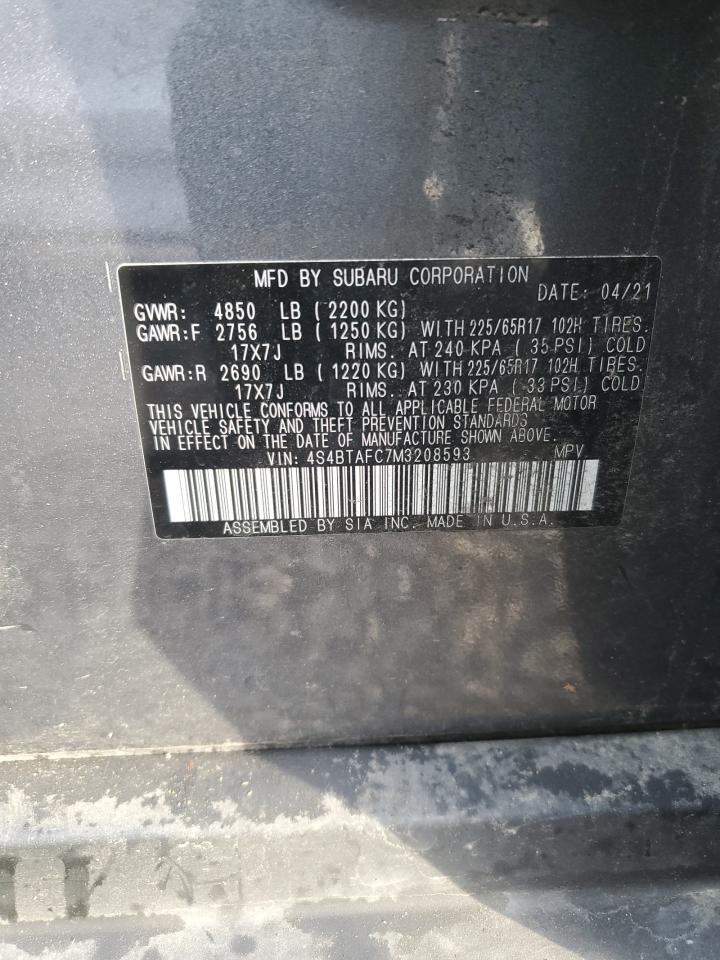 MFD BY SUBARU CORPORATION
DATE: 04/21
GVWR: 4850 LB (2200 KG)
GAWR:F 2756 LB (1250 KG) WITH 225/65R17 102H TIRES.
17X7J RIMS. AT 240 KPA (35 PSI) COLD
GAWR:R 2690 LB (1220 KG) WITH 225/65R17 102H TIRES.
17X7J RIMS. AT 230 KPA (33 PSI) COLD
THIS VEHICLE CONFORMS TO ALL APPLICABLE FEDERAL MOTOR
VEHICLE SAFETY AND THEFT PREVENTION STANDARDS
IN EFFECT ON THE DATE OF MANUFACTURE SHOWN ABOVE.
VIN: 4S4BTAFC7M3208593 MPV
ASSEMBLED BY SIA INC. MADE IN U.S.A.